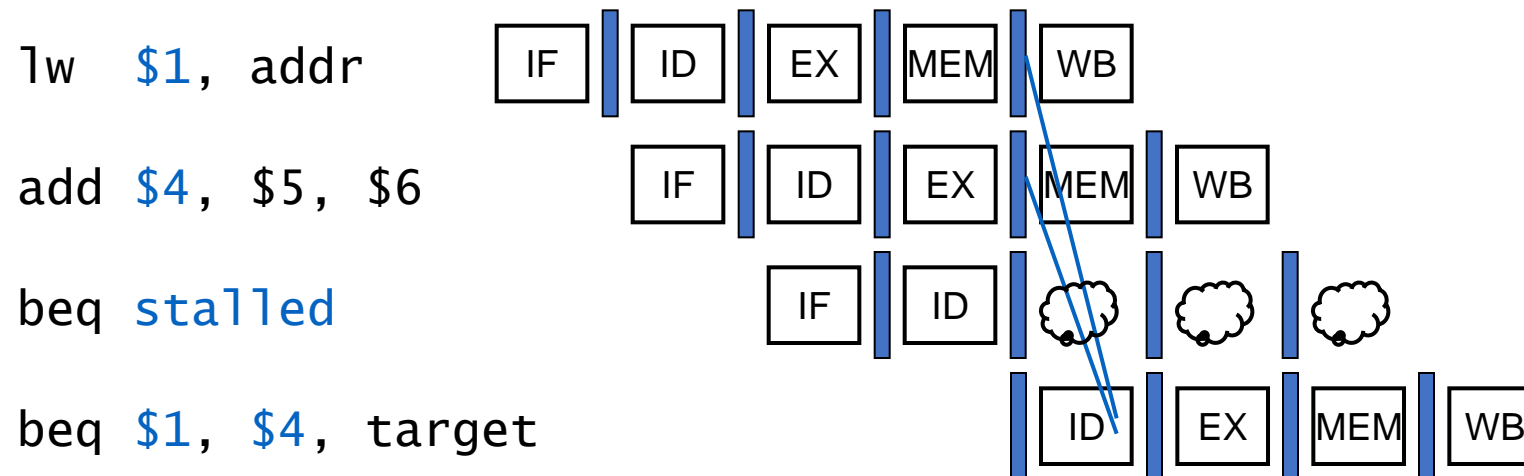 lw $1, addr IF ID EX MEM WB
add $4, $5, $6 IF ID EX MEM WB
beq stalled IF ID
beq $1, $4, target ID EX MEM WB